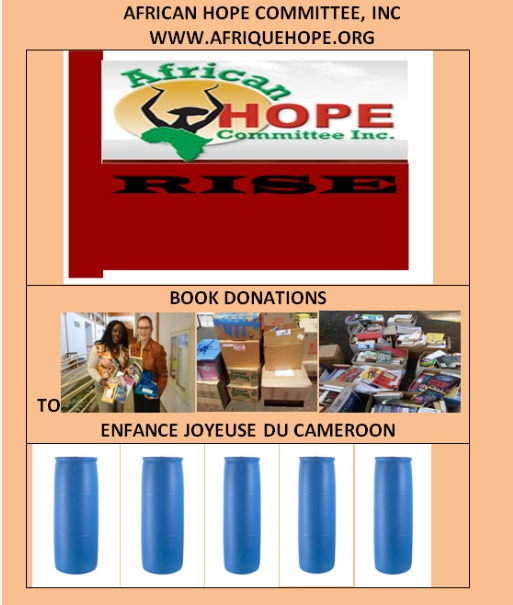 AFRICAN HOPE COMMITTEE, INC
WWW.AFRIQUEHOPE.ORG
African
HOPE
Committee Inc.
RISE
BOOK DONATIONS
TO
ENFANCE JOYEUSE DU CAMEROON